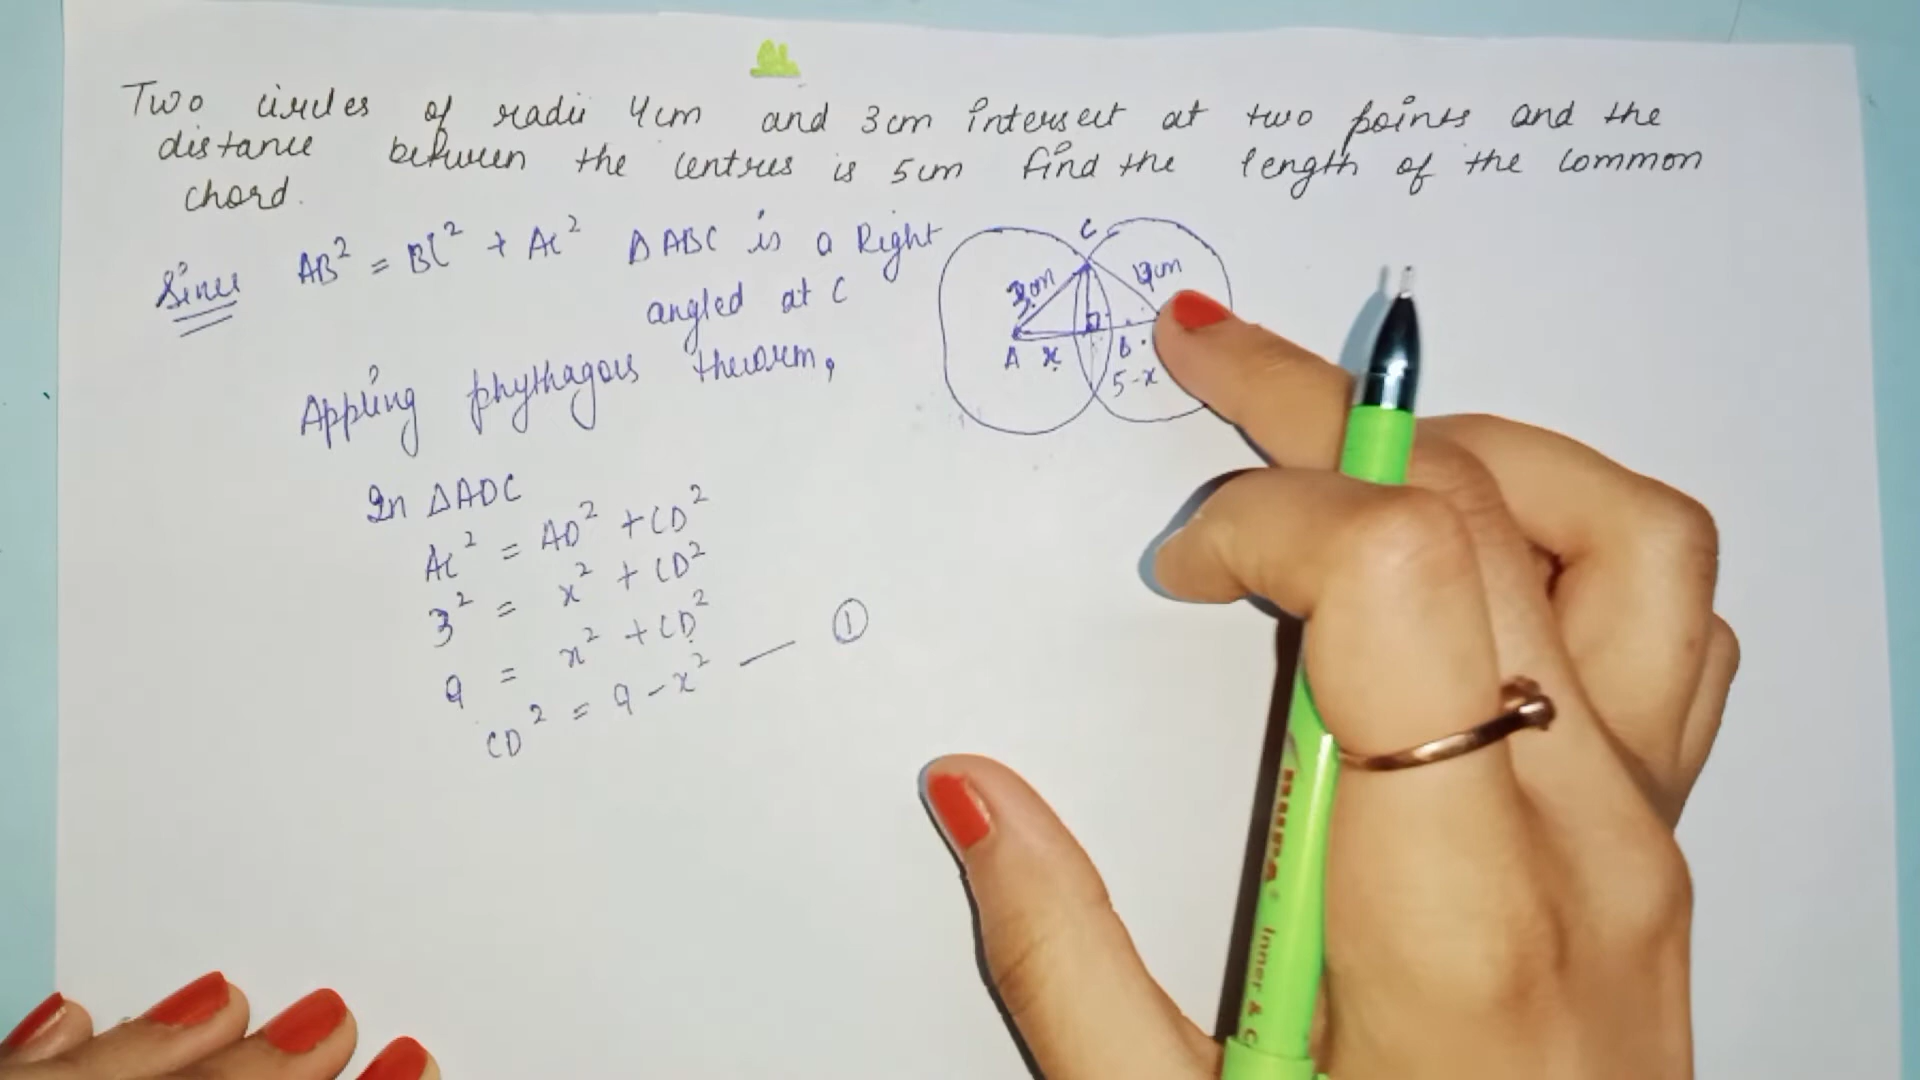 Two circles of radii 4cm and 3cm intersect at two points and the
distance between the centres is 5cm find the length of the common
chord.
Since AB² = BC² + AC² ΔABC is a Right
angled at C
Appling phythagous theorm,
In ΔADC
AC² = AD² + CD²
3² = x² + CD²
9 = x² + CD²
CD² = 9 - x² — ①
C
3cm
4cm
A x B
5-x
Inner & C